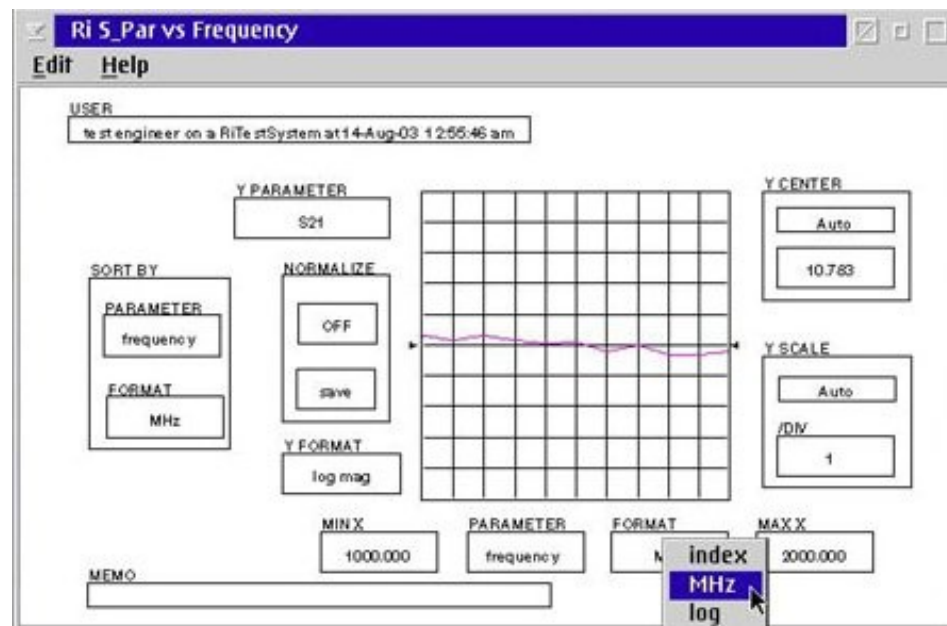 Ri S_Par vs Frequency
Edit Help
USER
test engineer on a RiTestSystem at 14-Aug-03 12:55:46 am
Y PARAMETER
S21
Y CENTER
Auto
10.783
SORT BY
PARAMETER
frequency
FORMAT
MHz
NORMALIZE
OFF
save
Y FORMAT
log mag
Y SCALE
Auto
/DIV
1
MIN X
1000.000
PARAMETER
frequency
FORMAT
MAX X
2000.000
index
MHz
log
MEMO